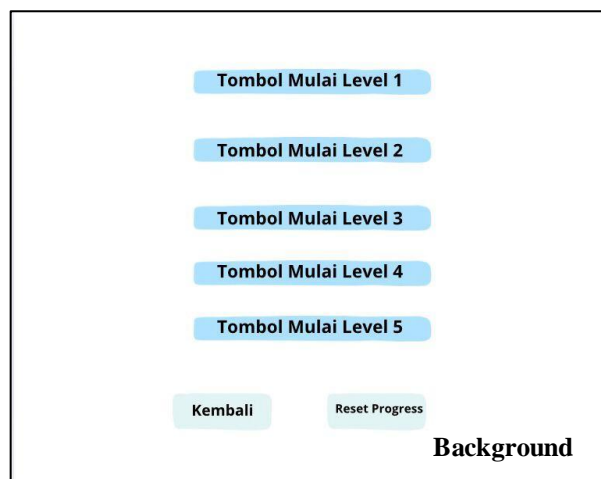 Tombol Mulai Level 1
Tombol Mulai Level 2
Tombol Mulai Level 3
Tombol Mulai Level 4
Tombol Mulai Level 5
Kembali
Reset Progress
Background